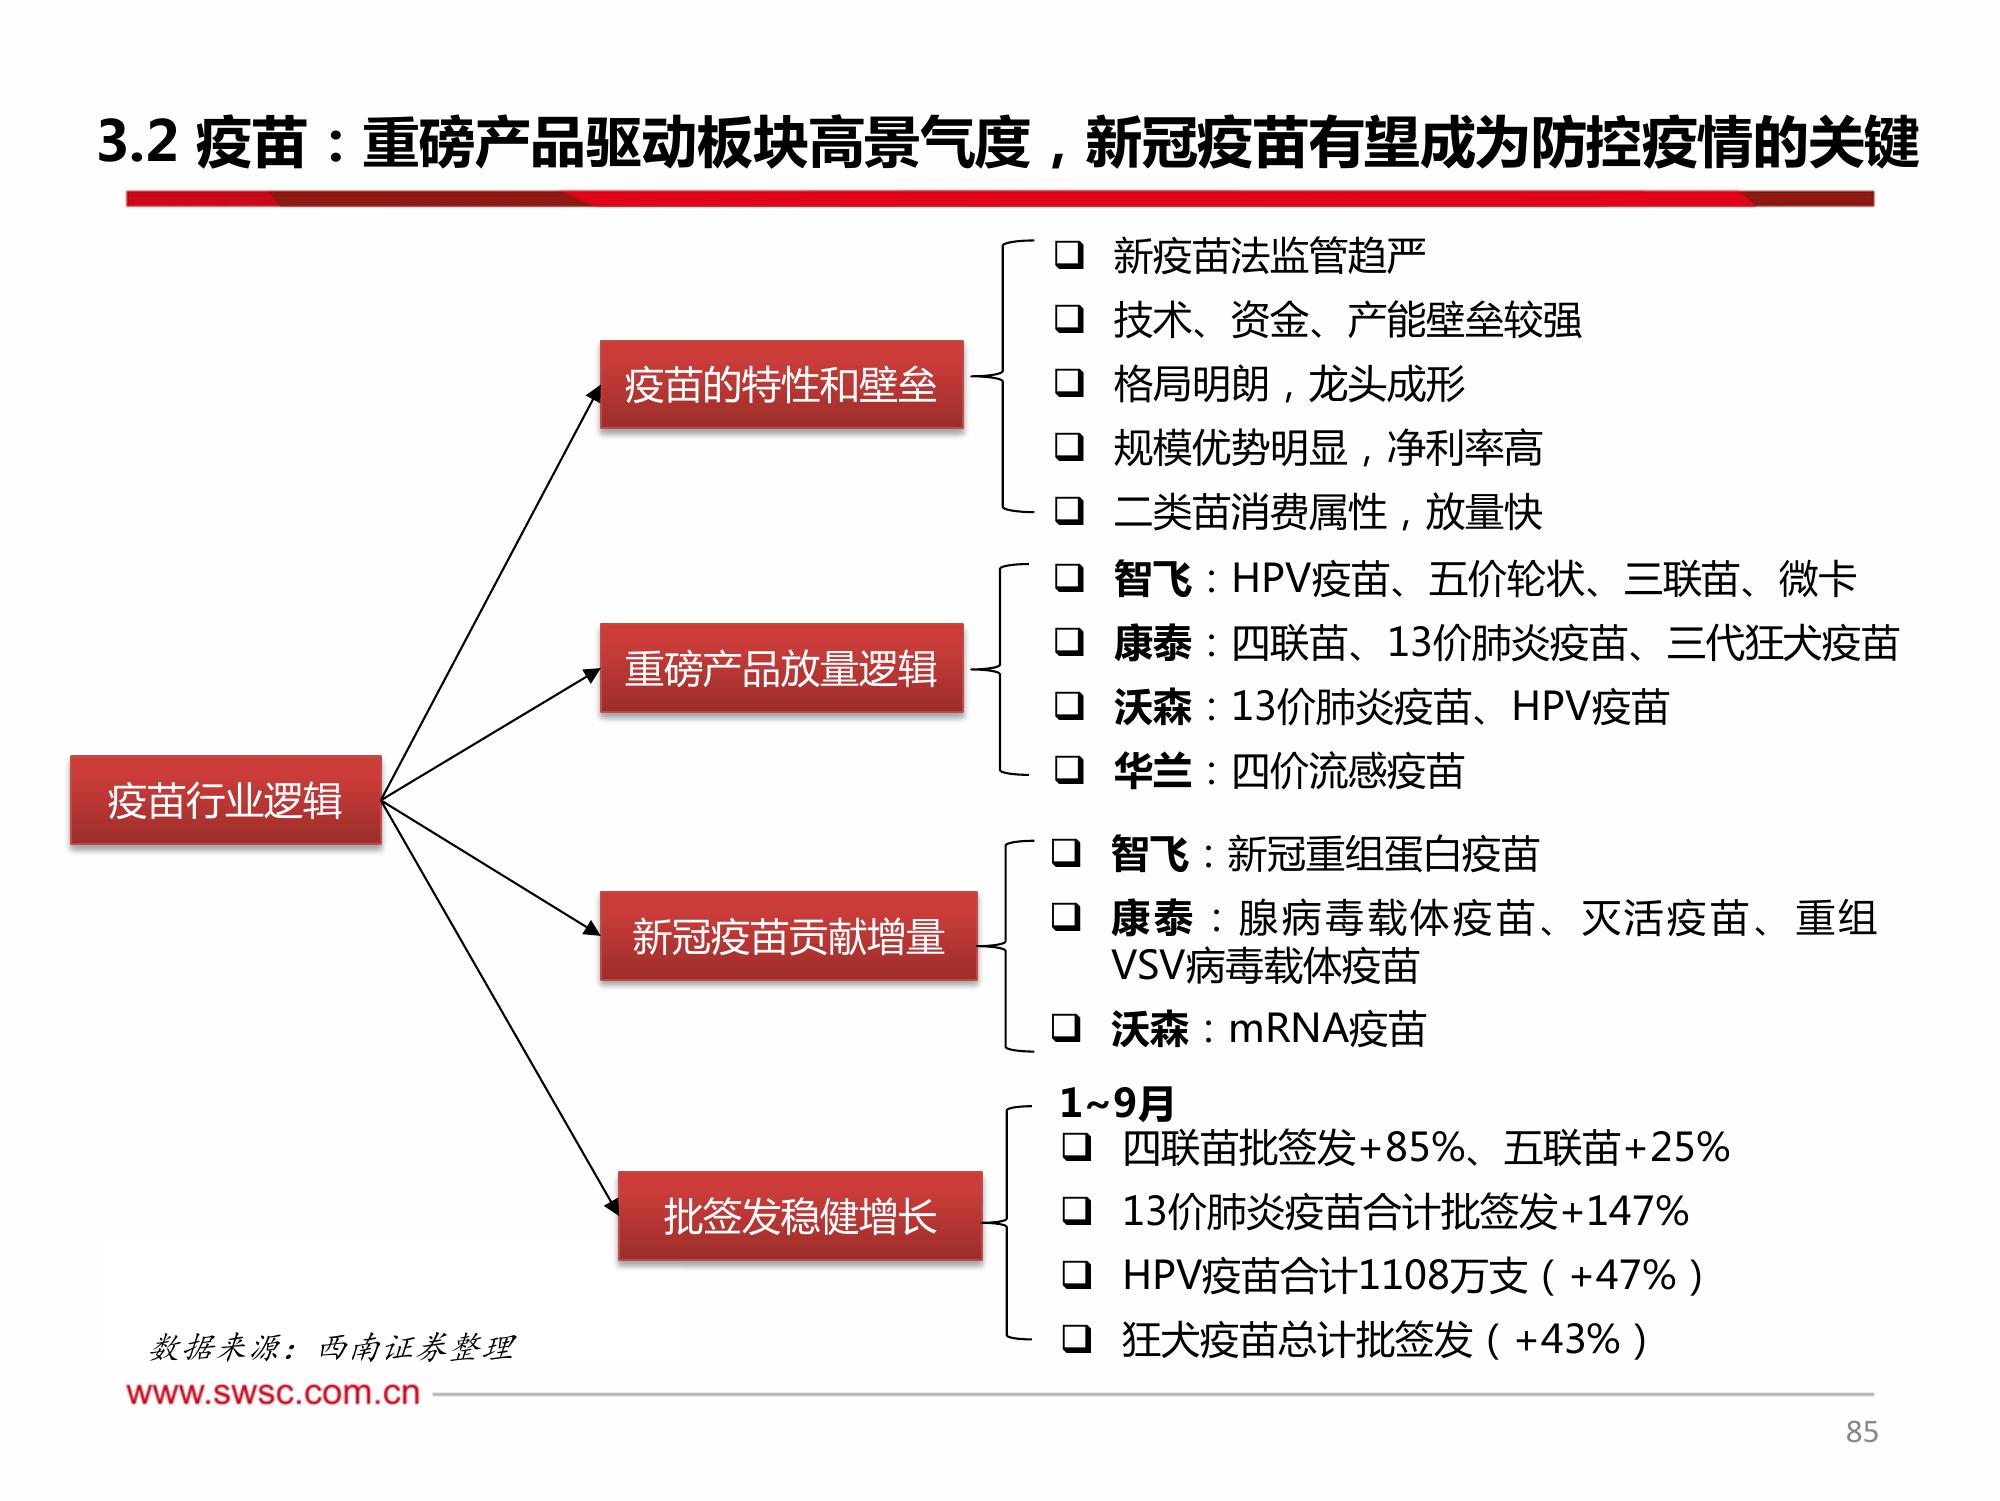 3.2 疫苗：重磅产品驱动板块高景气度，新冠疫苗有望成为防控疫情的关键
疫苗行业逻辑
疫苗的特性和壁垒
新疫苗法监管趋严
技术、资金、产能壁垒较强
格局明朗，龙头成形
规模优势明显，净利率高
二类苗消费属性，放量快
重磅产品放量逻辑
智飞：HPV疫苗、五价轮状、三联苗、微卡
康泰：四联苗、13价肺炎疫苗、三代狂犬疫苗
沃森：13价肺炎疫苗、HPV疫苗
华兰：四价流感疫苗
新冠疫苗贡献增量
智飞：新冠重组蛋白疫苗
康泰：腺病毒载体疫苗、灭活疫苗、重组
VSV病毒载体疫苗
沃森：mRNA疫苗
批签发稳健增长
1~9月
四联苗批签发+85%、五联苗+25%
13价肺炎疫苗合计批签发+147%
HPV疫苗合计1108万支（+47%）
狂犬疫苗总计批签发（+43%）
数据来源：西南证券整理
www.swsc.com.cn
85